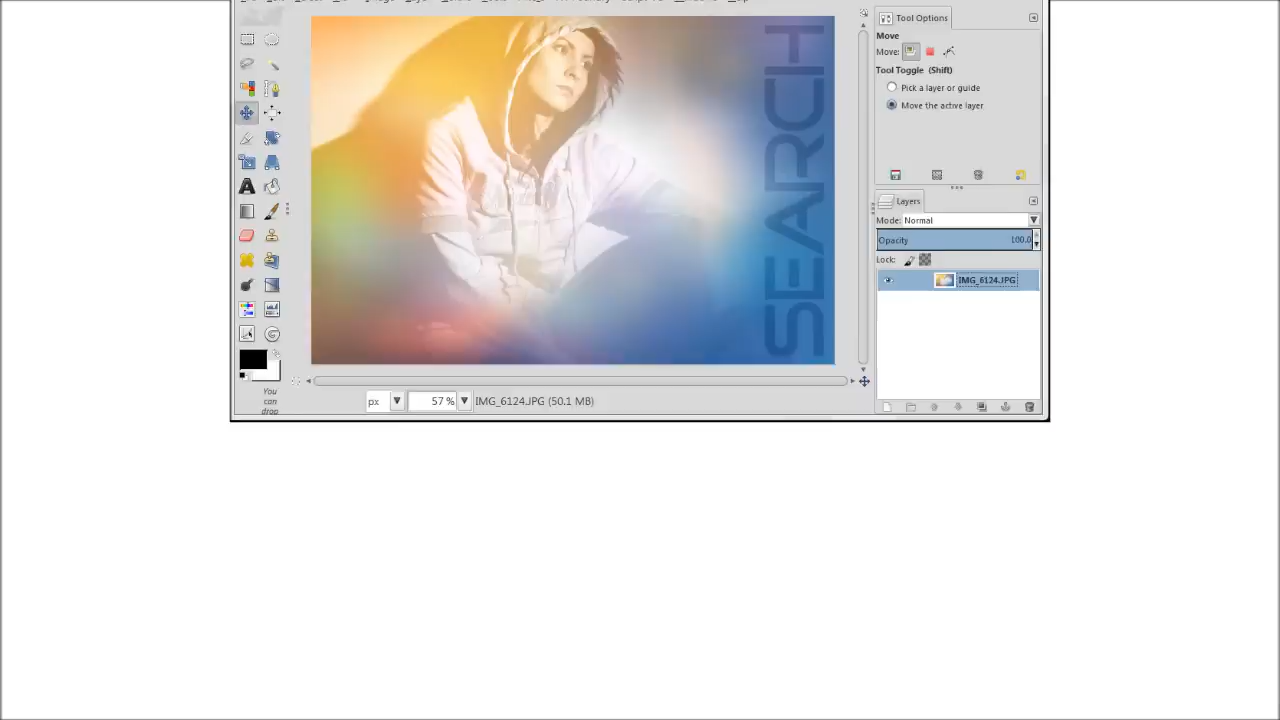 Tool Options
Move
Move:
Tool Toggle (Shift)
Pick a layer or guide
Move the active layer
Layers
Mode: Normal
Opacity 100.0
Lock:
IMG_6124.JPG
SEARCH
You
can
drop
px 57 % IMG_6124.JPG (50.1 MB)